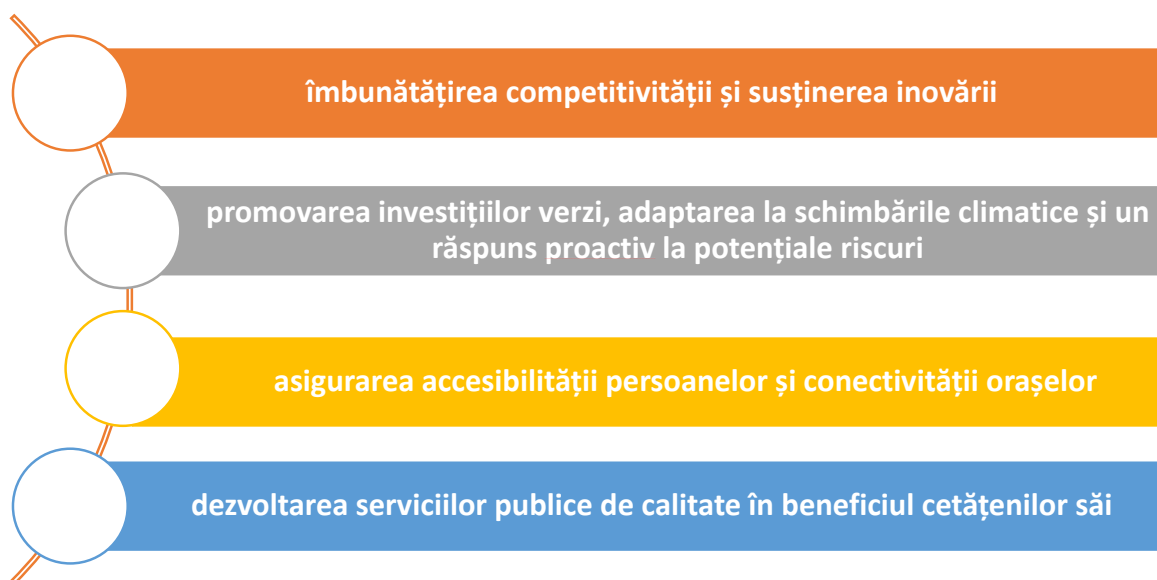 îmbunătățirea competitivității și susținerea inovării
promovarea investițiilor verzi, adaptarea la schimbările climatice și un
răspuns proactiv la potențiale riscuri
asigurarea accesibilității persoanelor și conectivității orașelor
dezvoltarea serviciilor publice de calitate în beneficiul cetățenilor săi